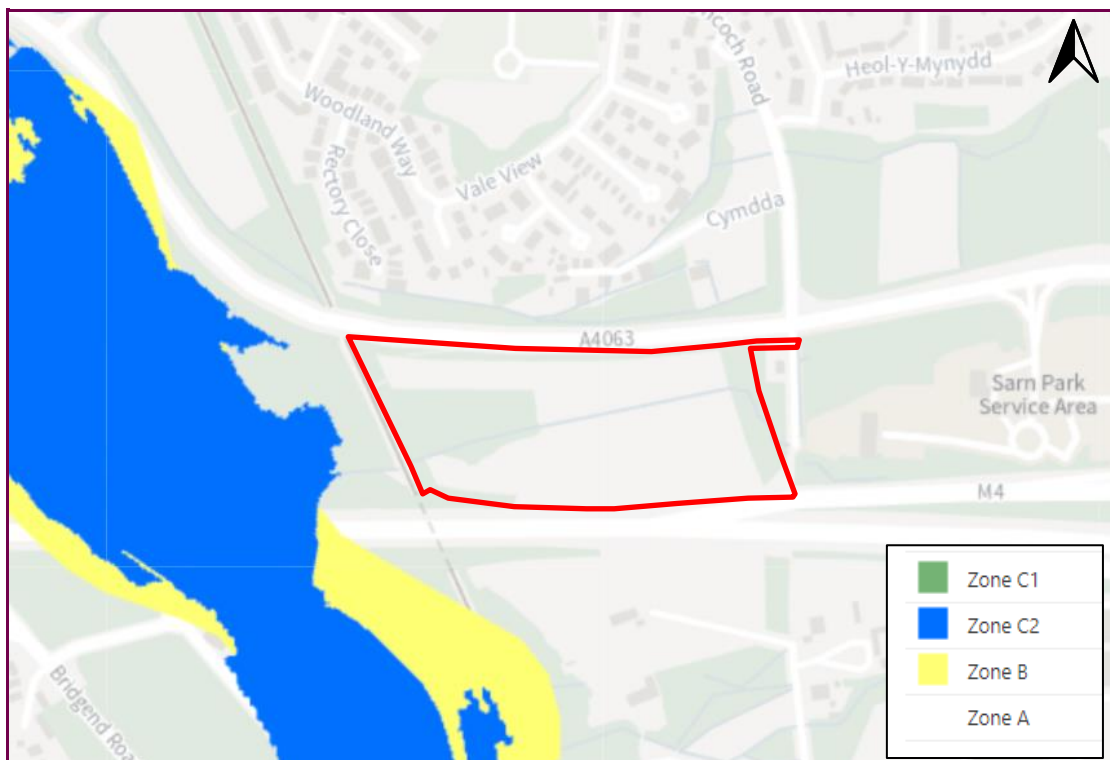 Heol-Y-Mynydd
Woodland Way
Rectory Close
Vale View
Cymdda
A4063
Sarn Park
Service Area
M4
Bridgend
Zone C1
Zone C2
Zone B
Zone A